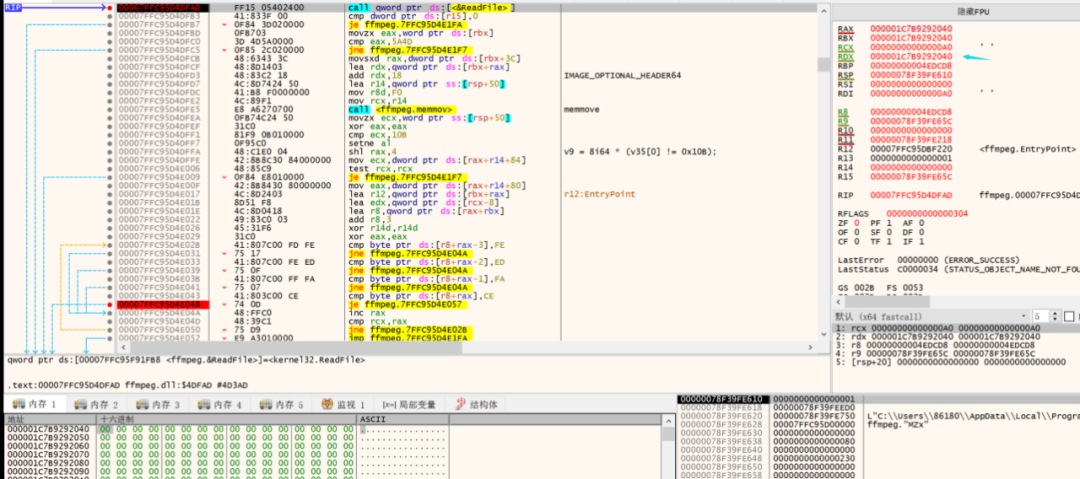 RIP
00007FFC95D4DFAD FF15 05402400 call qword ptr ds:[<&ReadFile>]
00007FFC95D4DFB3 41:833F 00 cmp dword ptr ds:[r15],0
00007FFC95D4DFB7 0F84 3D020000 je ffmpeg.7FFC95D4E1FA
0FB703 movzx eax,word ptr ds:[rbx]
3D 4D5A0000 cmp eax,5A4D
0F85 2C020000 jne ffmpeg.7FFC95D4E1F7
48:6343 3C movsxd rax,dword ptr ds:[rbx+3C]
48:8D1403 lea rdx,qword ptr ds:[rbx+rax]
48:83C2 18 add rdx,18 IMAGE_OPTIONAL_HEADER64
4C:8D7424 50 lea r14,qword ptr ss:[rsp+50]
41:B8 F0000000 mov r8d,F0
4C:89F1 mov rcx,r14
E8 A6270700 call <ffmpeg.memmov> memmove
0FB74C24 50 movzx ecx,word ptr ss:[rsp+50]
31C0 xor eax,eax
81F9 0B010000 cmp ecx,10B
0F95C0 setne al
48:C1E0 04 shl rax,4 v9 = 8i64 * (v35[0] != 0x10B);
42:8B8C30 84000000 mov ecx,dword ptr ds:[rax+r14+84]
48:85C9 test rcx,rcx
00007FFC95D4E009 0F84 E8010000 je ffmpeg.7FFC95D4E1F7
00007FFC95D4E00F 42:8B8430 80000000 mov eax,dword ptr ds:[rax+r14+80]
00007FFC95D4E017 4C:8D2403 lea r12,qword ptr ds:[rbx+rax] r12:EntryPoint
00007FFC95D4E01B 8D51 F8 lea edx,qword ptr ds:[rcx-8]
00007FFC95D4E01E 4C:8D0418 lea r8,qword ptr ds:[rax+rbx]
00007FFC95D4E022 49:83C0 03 add r8,3
00007FFC95D4E026 45:31F6 xor r14d,r14d
00007FFC95D4E029 31C0 xor eax,eax
00007FFC95D4E02B 41:807C00 FD FE cmp byte ptr ds:[r8+rax-3],FE
00007FFC95D4E031 75 17 jne ffmpeg.7FFC95D4E04A
00007FFC95D4E033 41:807C00 FE ED cmp byte ptr ds:[r8+rax-2],ED
00007FFC95D4E039 75 0F jne ffmpeg.7FFC95D4E04A
00007FFC95D4E03B 41:807C00 FF FA cmp byte ptr ds:[r8+rax-1],FA
00007FFC95D4E041 75 07 jne ffmpeg.7FFC95D4E04A
00007FFC95D4E043 41:803C00 CE cmp byte ptr ds:[r8+rax],CE
00007FFC95D4E048 74 0D je ffmpeg.7FFC95D4E057
00007FFC95D4E04A 48:FFC0 inc rax
00007FFC95D4E04D 48:39C1 cmp rcx,rax
00007FFC95D4E050 75 D9 jne ffmpeg.7FFC95D4E02B
00007FFC95D4E052 E9 A3010000 jmp ffmpeg.7FFC95D4E1FA
qword ptr ds:[00007FFC95F91FB8 <ffmpeg.&ReadFile>]=<kernel32.ReadFile>
.text:00007FFC95D4DFAD ffmpeg.dll:$4DFAD #4D3AD
隐藏FPU
RAX 000001C7B9292040
RBX 000001C7B9292040
RCX 00000000000000A0
RDX 000001C7B9292040
RBP 00000000004EDCD8
RSP 00000078F39FE610
RSI 0000000000000000
RDI 00000000000000A0
R8 00000000004EDCD8
R9 00000078F39FE65C
R10 0000000000000000
R11 00000078F39FE218
R12 00007FFC95DBF220 <ffmpeg.EntryPoint>
R13 0000000000000001
R14 0000000000000000
R15 00000078F39FE65C
RIP 00007FFC95D4DFAD ffmpeg.00007FFC95D
RFLAGS 0000000000000304
ZF 0 PF 1 AF 0
OF 0 SF 0 DF 0
CF 0 TF 1 IF 1
LastError 00000000 (ERROR_SUCCESS)
LastStatus C0000034 (STATUS_OBJECT_NAME_NOT_FOU
GS 002B FS 0053
默认 (x64 fastcall) 5
1: rcx 00000000000000A0 00000000000000A0
2: rdx 000001C7B9292040 000001C7B9292040
3: r8 00000000004EDCD8 00000000004EDCD8
4: r9 00000078F39FE65C 00000078F39FE65C
5: [rsp+20] 0000000000000000 0000000000000000
内存 1 内存 2 内存 3 内存 4 内存 5 监视 1 局部变量 结构体
地址 十六进制 ASCII
000001C7B9292040 00 00 00 00 00 00 00 00 00 00 00 00 00 00 00 00 ................
000001C7B9292050 00 00 00 00 00 00 00 00 00 00 00 00 00 00 00 00 ................
000001C7B9292060 00 00 00 00 00 00 00 00 00 00 00 00 00 00 00 00 ................
000001C7B9292070 00 00 00 00 00 00 00 00 00 00 00 00 00 00 00 00 ................
000001C7B9292080 00 00 00 00 00 00 00 00 00 00 00 00 00 00 00 00 ................
000001C7B9292090 00 00 00 00 00 00 00 00 00 00 00 00 00 00 00 00 ................
00000078F39FE610 0000000000000001
00000078F39FE618 00000078F39FEED0
00000078F39FE620 00000078F39FE750 L"C:\\Users\\86180\\AppData\\Local\\Progra
00000078F39FE628 00007FFC95D00000 ffmpeg."MZx"
00000078F39FE630 0000000000000000
00000078F39FE638 0000000000000080
00000078F39FE640 0000000000000000
00000078F39FE648 0000000000000230
00000078F39FE650 0000000000000000
00000078F39FE658 0000000000000000